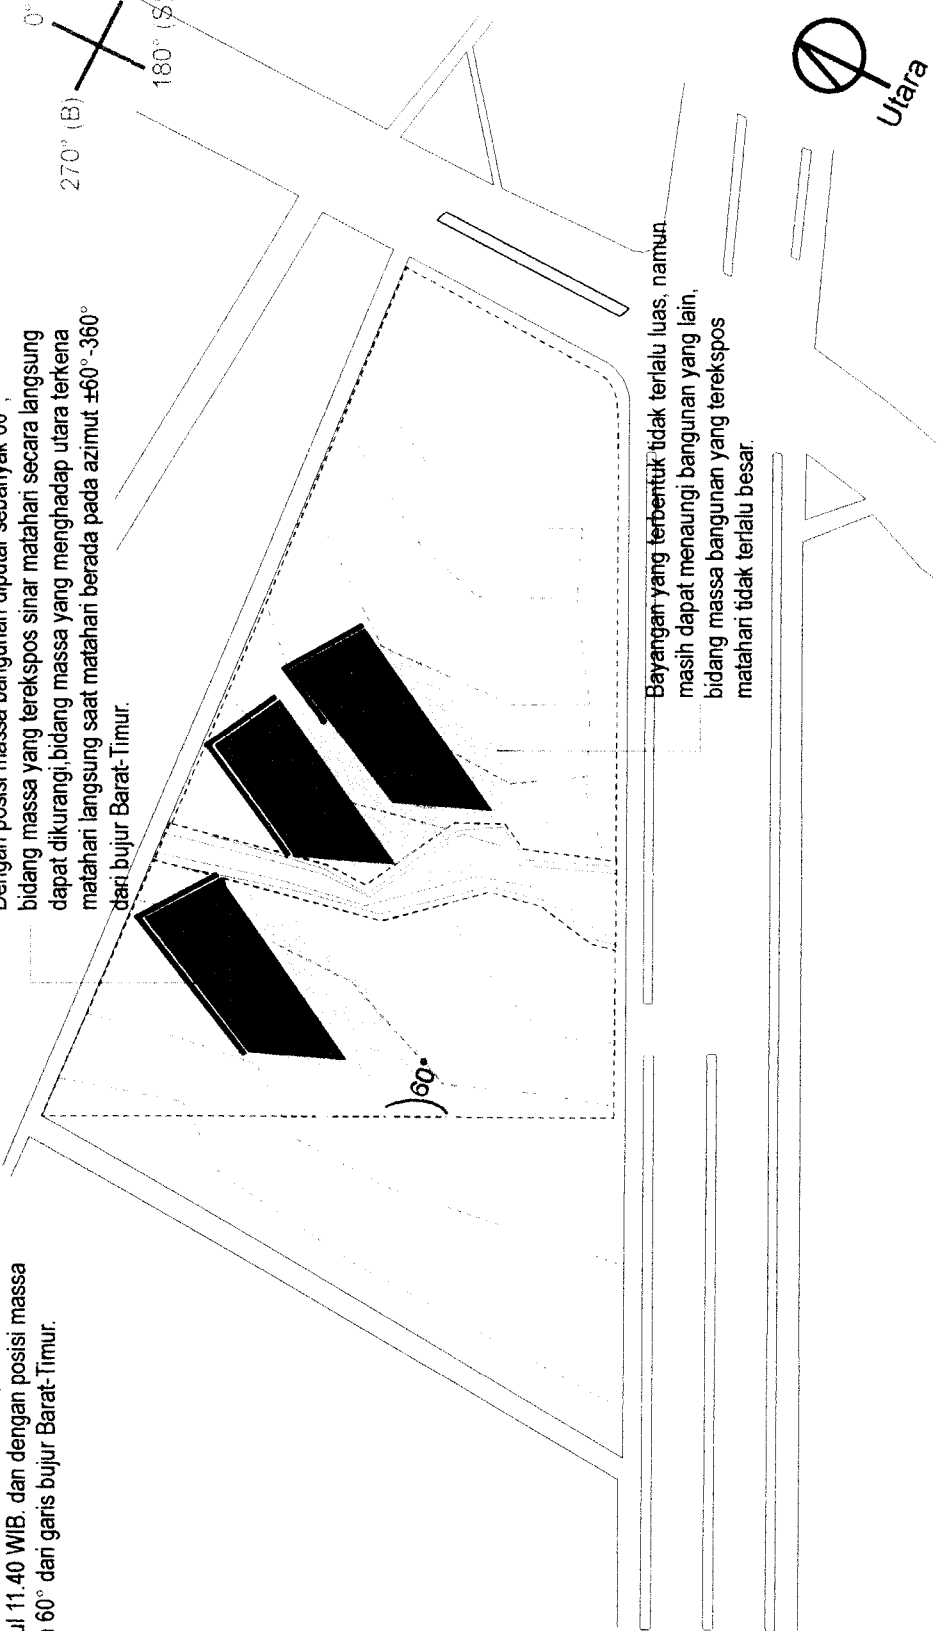 11.40 WIB. dan dengan posisi massa
60° dari garis bujur Barat-Timur.
Dengan posisi massa bangunan diputar sebanyak 60°,
bidang massa yang terekspos sinar matahari secara langsung
dapat dikurangi,bidang massa yang menghadap utara terkena
matahari langsung saat matahari berada pada azimut ±60°-360°
dari bujur Barat-Timur.
0°
270° (B)
180° (S)
60°
Bayangan yang terbentuk tidak terlalu luas, namun
masih dapat menaungi bangunan yang lain,
bidang massa bangunan yang terekspos
matahari tidak terlalu besar.
Utara